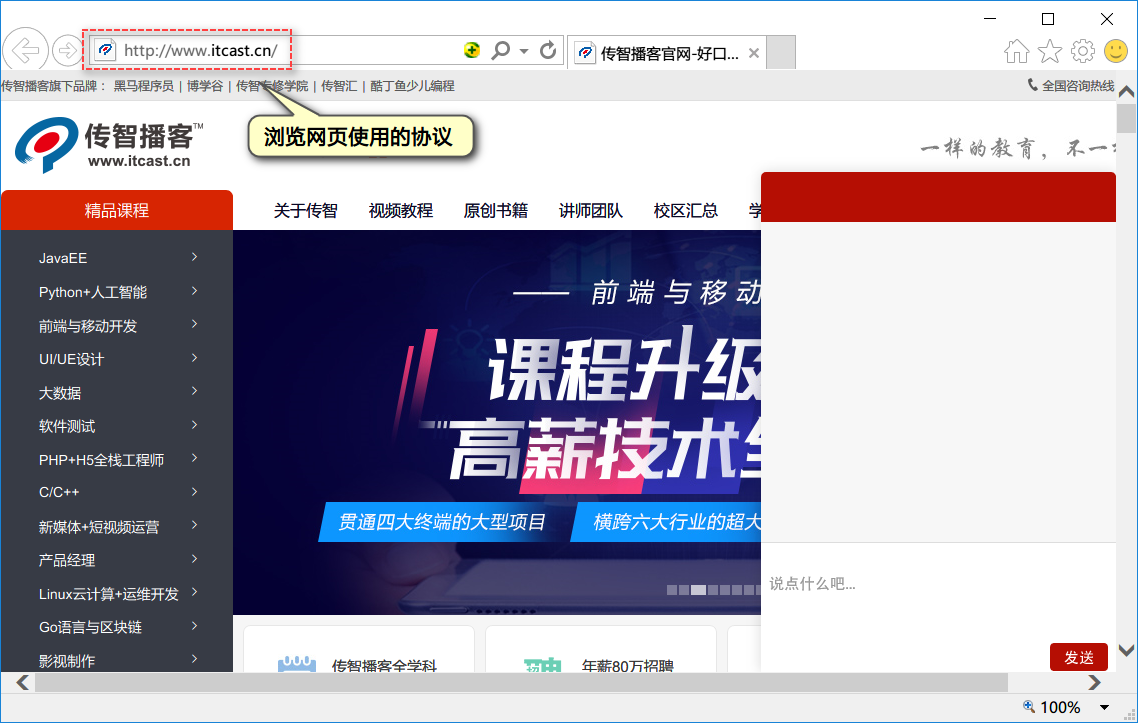 http://www.itcast.cn/
传智播客官网-好口...
传智播客旗下品牌： 黑马程序员 | 博学谷 | 传智专修学院 | 传智汇 | 酷丁鱼少儿编程
全国咨询热线
浏览网页使用的协议
传智播客™
www.itcast.cn
一样的教育，不一
精品课程
关于传智 视频教程 原创书籍 讲师团队 校区汇总
JavaEE
Python+人工智能
前端与移动开发
UI/UE设计
大数据
软件测试
PHP+H5全栈工程师
C/C++
新媒体+短视频运营
产品经理
Linux云计算+运维开发
Go语言与区块链
影视制作
—— 前端与移动
课程升级
高薪技术
贯通四大终端的大型项目
横跨六大行业的超大
传智播客全学科
年薪80万招聘
说点什么吧...
发送
100%